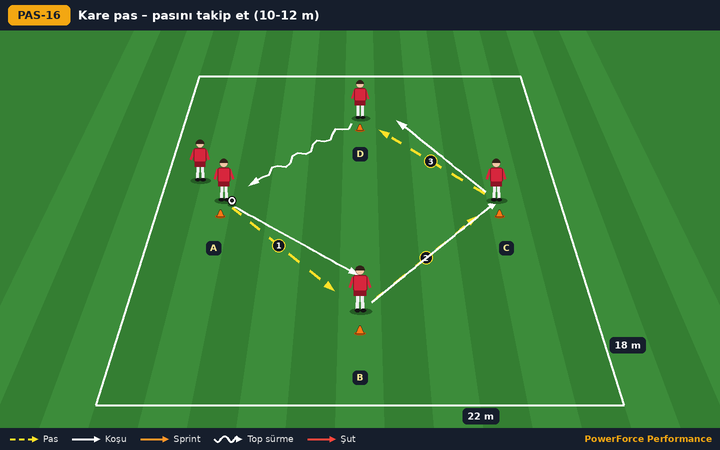 PAS-16 Kare pas – pasını takip et (10-12 m)
D
3
A
1
2
C
B
18 m
22 m
Pas Koşu Sprint Top sürme Şut PowerForce Performance